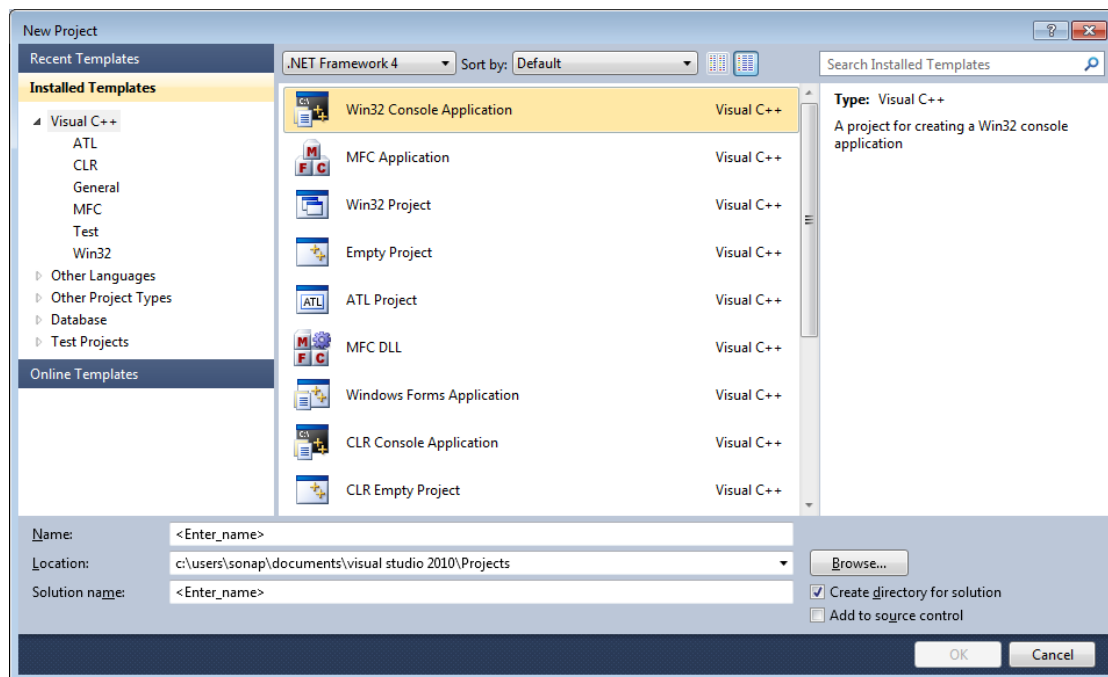 New Project
Recent Templates
.NET Framework 4
Sort by: Default
Search Installed Templates
Installed Templates
Visual C++
ATL
CLR
General
MFC
Test
Win32
Other Languages
Other Project Types
Database
Test Projects
Online Templates
Win32 Console Application Visual C++
MFC Application Visual C++
Win32 Project Visual C++
Empty Project Visual C++
ATL Project Visual C++
MFC DLL Visual C++
Windows Forms Application Visual C++
CLR Console Application Visual C++
CLR Empty Project Visual C++
Type: Visual C++
A project for creating a Win32 console
application
Name: <Enter_name>
Location: c:\users\sonap\documents\visual studio 2010\Projects
Browse...
Solution name: <Enter_name>
Create directory for solution
Add to source control
OK
Cancel